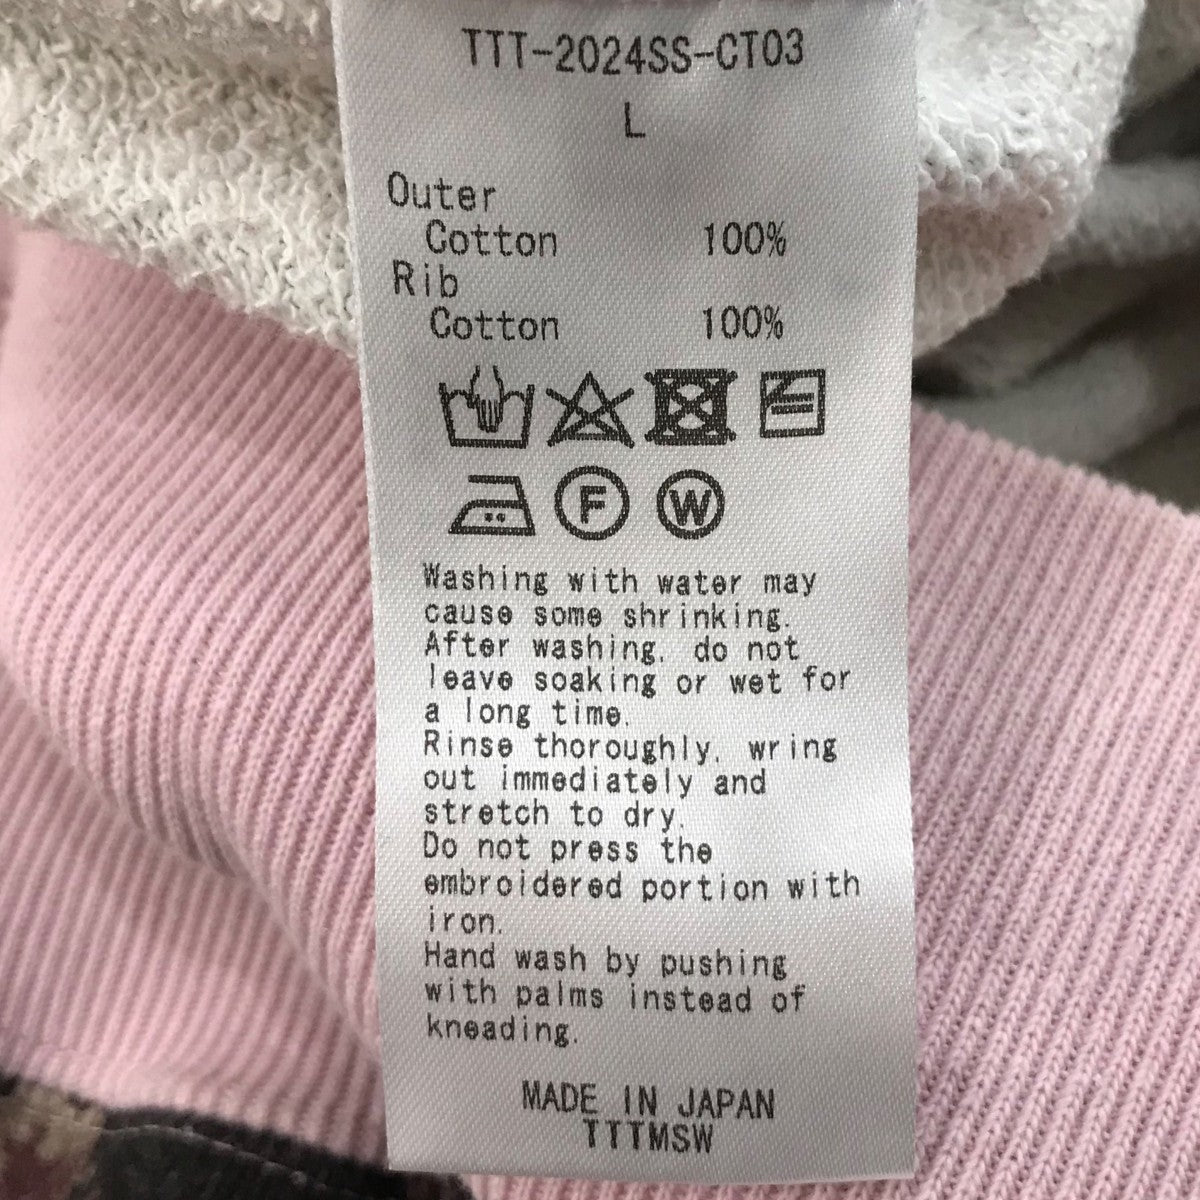 TTT-2024SS-CT03
L
Outer
Cotton 100%
Rib
Cotton 100%
F W
Washing with water may
cause some shrinking.
After washing, do not
leave soaking or wet for
a long time.
Rinse thoroughly, wring
out immediately and
stretch to dry.
Do not press the
embroidered portion with
iron.
Hand wash by pushing
with palms instead of
kneading.
MADE IN JAPAN
TTTMSW